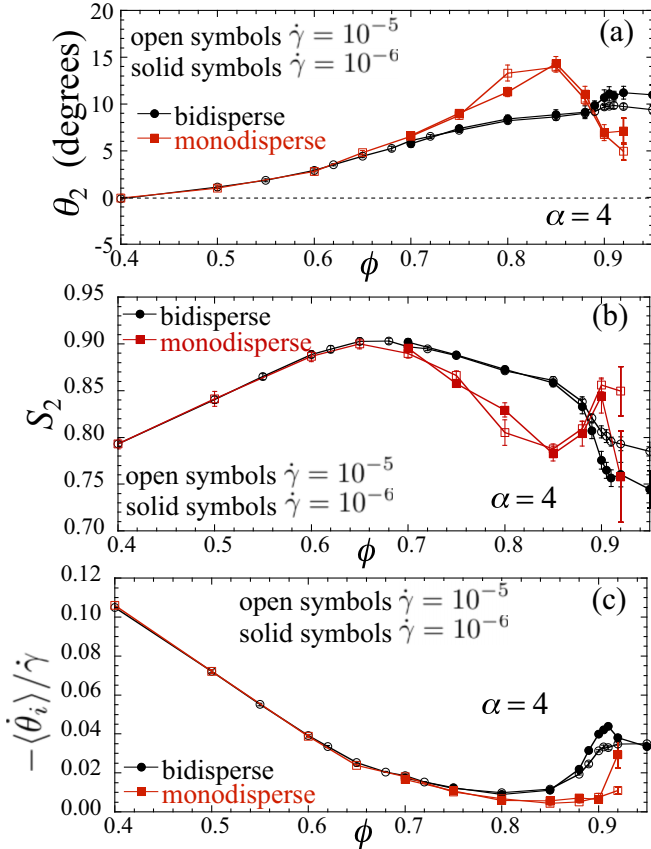 (a)
open symbols γ̇ = 10⁻⁵
solid symbols γ̇ = 10⁻⁶
bidisperse
monodisperse
α = 4
θ₂ (degrees)
20
15
10
5
0
-5
0.4 0.5 0.6 0.7 0.8 0.9
ϕ
(b)
bidisperse
monodisperse
open symbols γ̇ = 10⁻⁵
solid symbols γ̇ = 10⁻⁶
α = 4
S₂
0.95
0.90
0.85
0.80
0.75
0.70
0.4 0.5 0.6 0.7 0.8 0.9
ϕ
(c)
open symbols γ̇ = 10⁻⁵
solid symbols γ̇ = 10⁻⁶
α = 4
bidisperse
monodisperse
−⟨θ̇ᵢ⟩/γ̇
0.12
0.10
0.08
0.06
0.04
0.02
0.00
0.4 0.5 0.6 0.7 0.8 0.9
ϕ